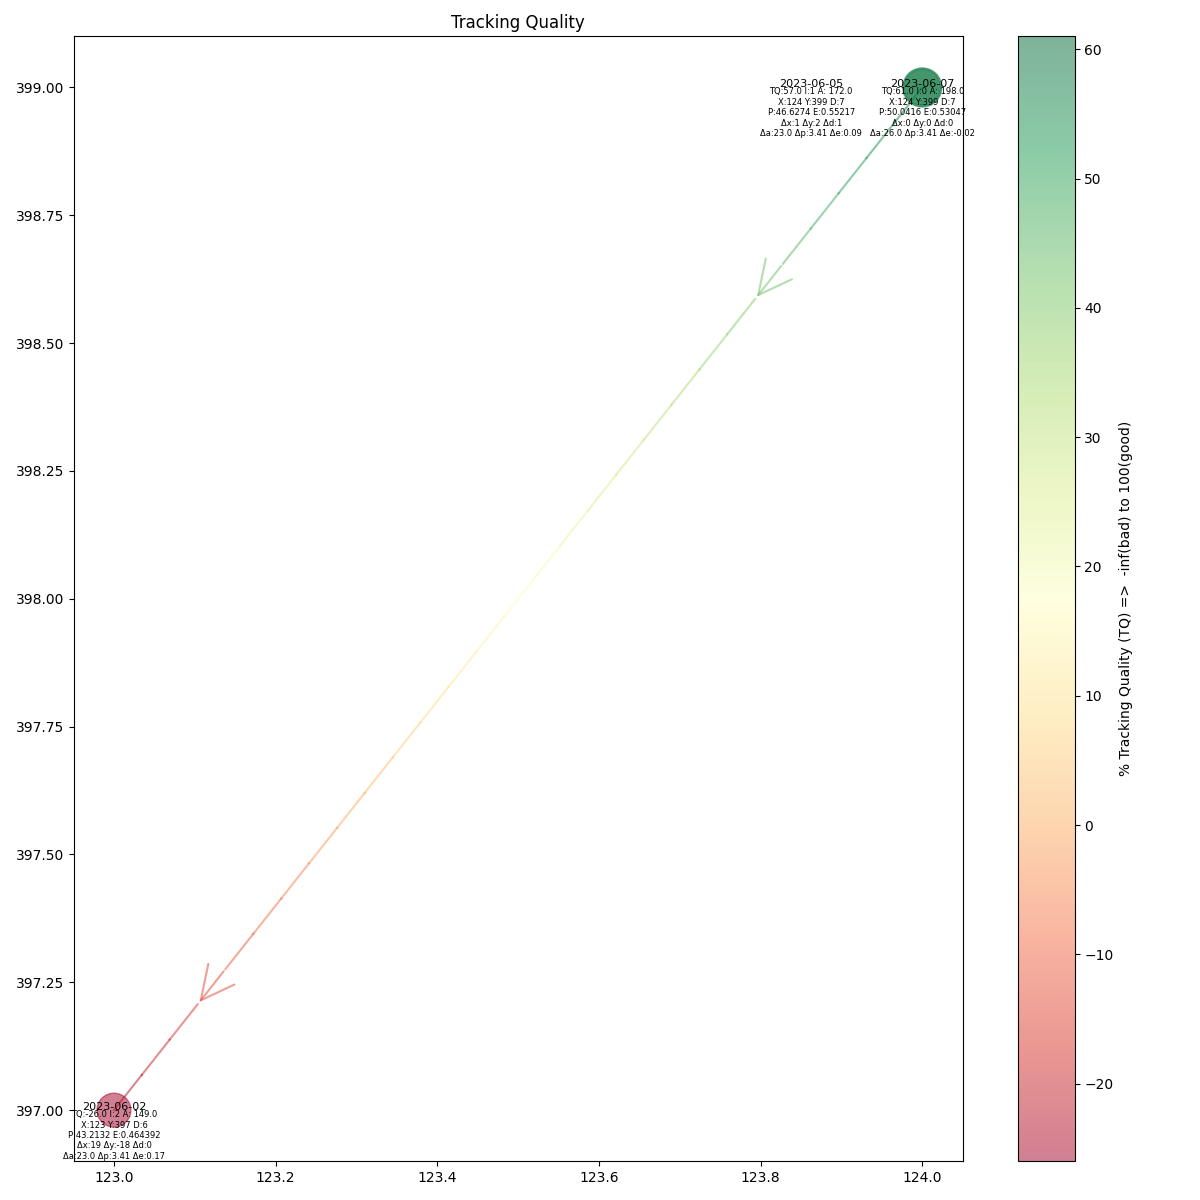 Tracking Quality
399.00
398.75
398.50
398.25
398.00
397.75
397.50
397.25
397.00
2023-06-05
TQ:57.0 I:1 A: 172.0
X:124 Y:399 D:7
P:46.6274 E:0.55217
Δx:1 Δy:2 Δd:1
Δa:23.0 Δp:3.41 Δe:0.09
2023-06-07
TQ:61.0 I:0 A: 198.0
X:124 Y:399 D:7
P:50.0416 E:0.53047
Δx:0 Δy:0 Δd:0
Δa:26.0 Δp:3.41 Δe:-0.02
2023-06-02
TQ:-26.0 I:2 A: 149.0
X:123 Y:397 D:6
P:43.2132 E:0.464392
Δx:19 Δy:-18 Δd:0
Δa:23.0 Δp:3.41 Δe:0.17
123.0
123.2
123.4
123.6
123.8
124.0
60
50
40
30
20
10
0
−10
−20
% Tracking Quality (TQ) => -inf(bad) to 100(good)